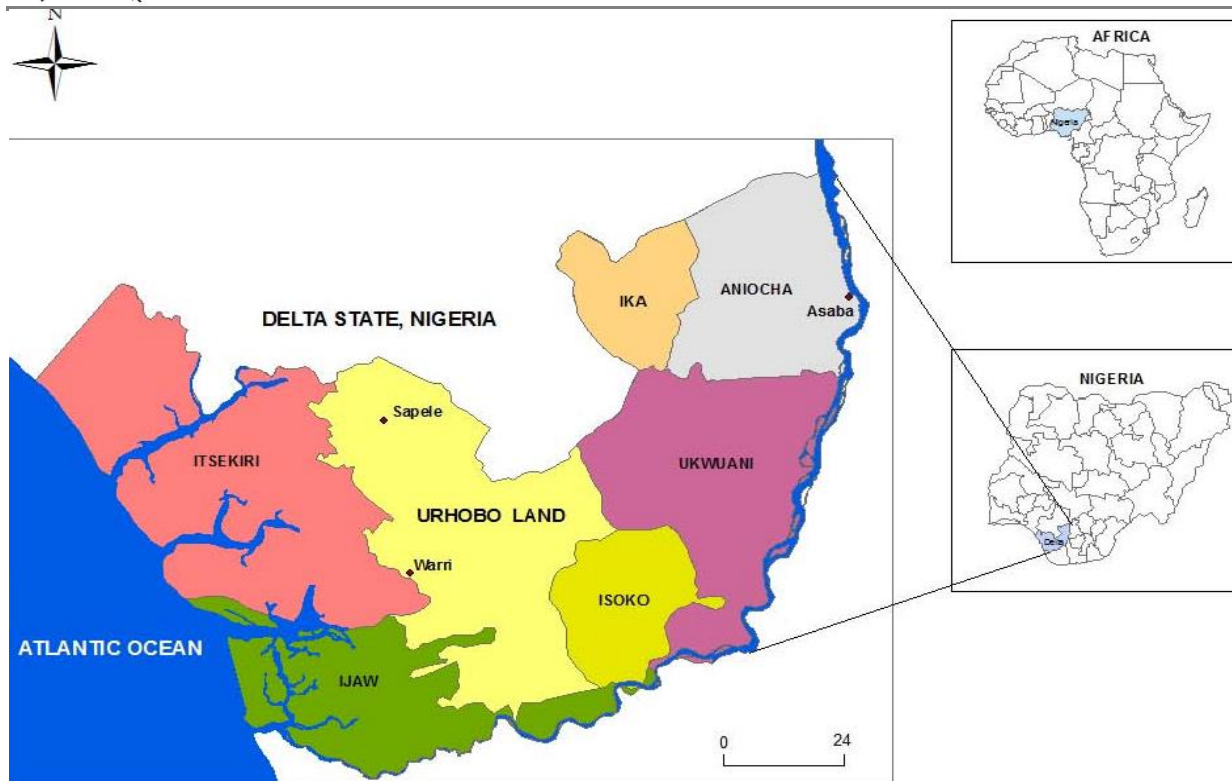 N
AFRICA
Nigeria
IKA
ANIOCHA
Asaba
DELTA STATE, NIGERIA
NIGERIA
Delta
Sapele
ITSEKIRI
UKWUANI
URHOBO LAND
Warri
ISOKO
ATLANTIC OCEAN
IJAW
0 24